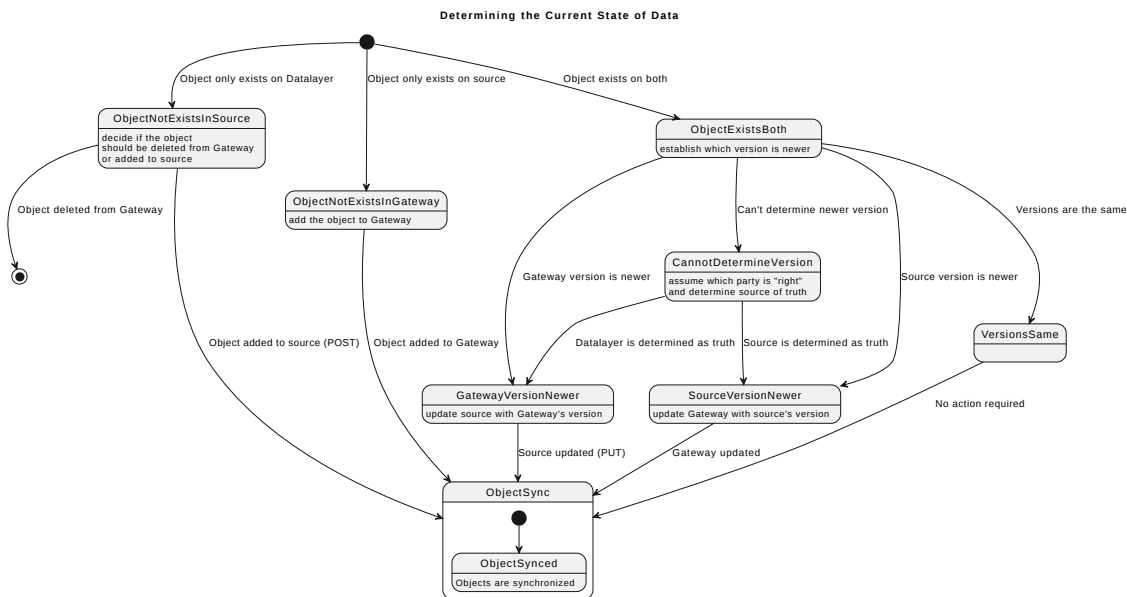 Determining the Current State of Data
Object only exists on Datalayer
Object only exists on source
Object exists on both
ObjectNotExistsInSource
decide if the object
should be deleted from Gateway
or added to source
ObjectExistsBoth
establish which version is newer
ObjectNotExistsInGateway
add the object to Gateway
Object deleted from Gateway
Can't determine newer version
Versions are the same
CannotDetermineVersion
assume which party is "right"
and determine source of truth
Gateway version is newer
Source version is newer
VersionsSame
Object added to source (POST)
Object added to Gateway
Datalayer is determined as truth
Source is determined as truth
GatewayVersionNewer
update source with Gateway's version
SourceVersionNewer
update Gateway with source's version
No action required
Source updated (PUT)
Gateway updated
ObjectSync
ObjectSynced
Objects are synchronized